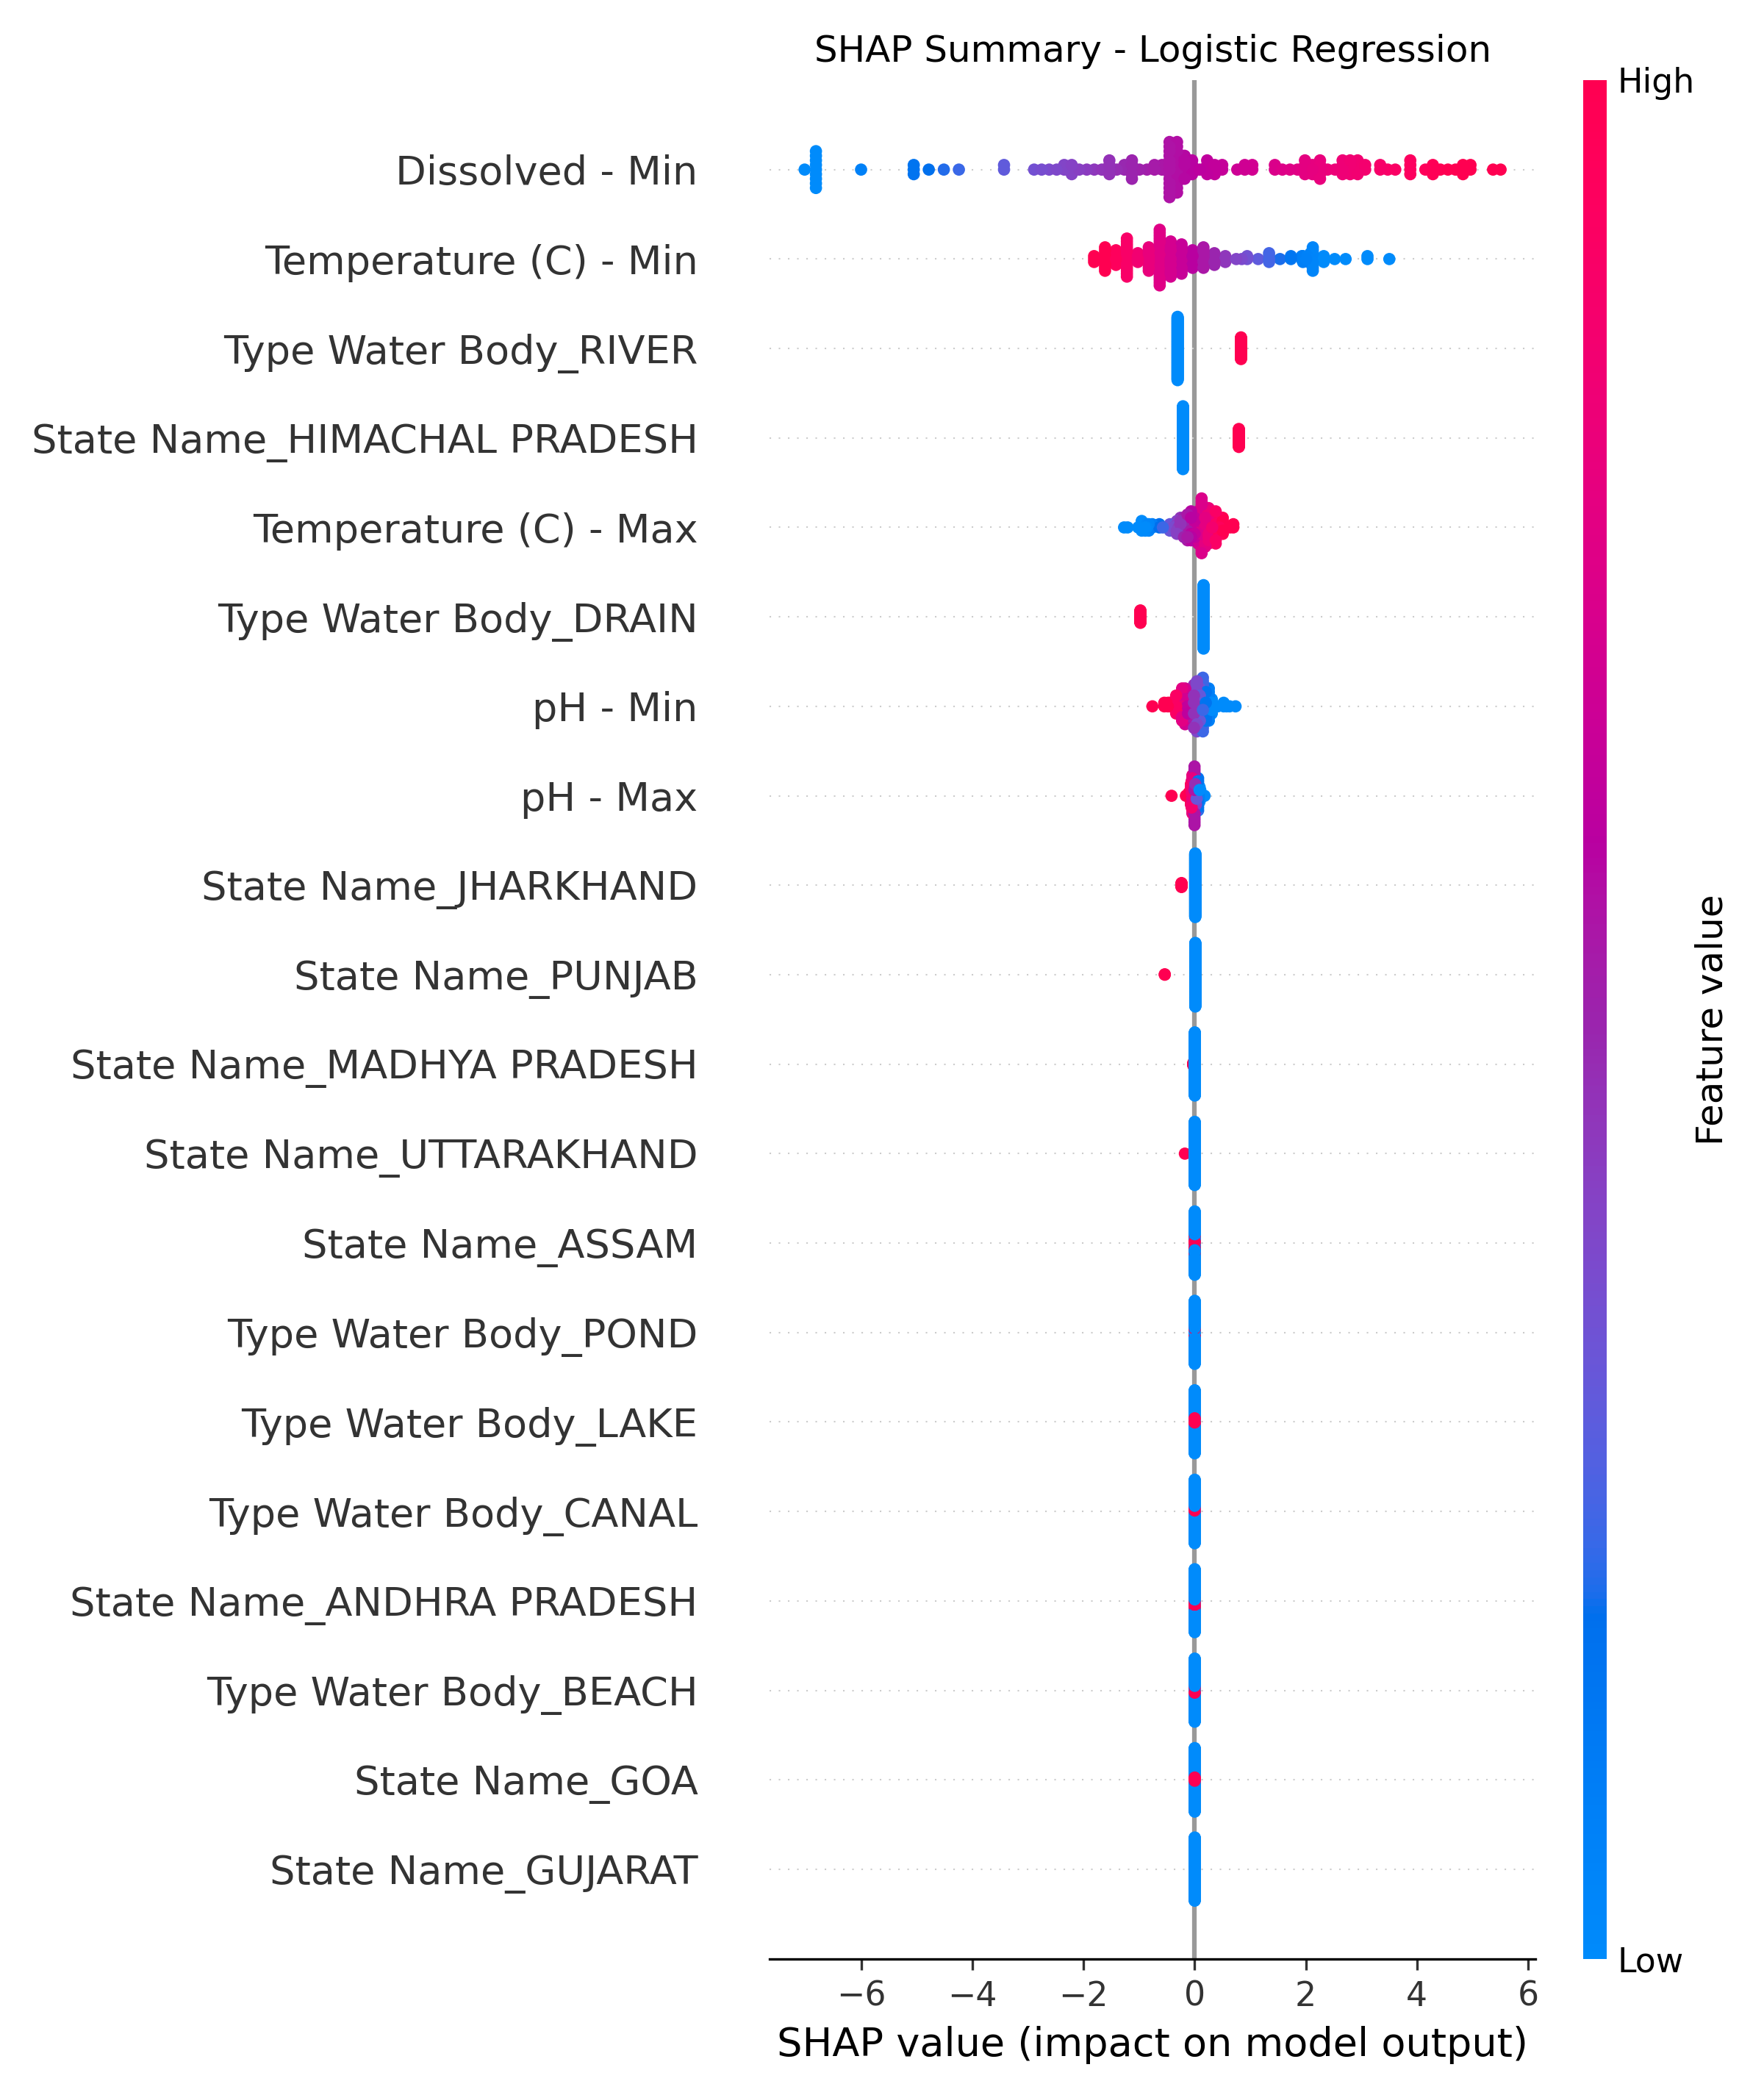 SHAP Summary - Logistic Regression
High
Dissolved - Min
Temperature (C) - Min
Type Water Body_RIVER
State Name_HIMACHAL PRADESH
Temperature (C) - Max
Type Water Body_DRAIN
pH - Min
pH - Max
State Name_JHARKHAND
State Name_PUNJAB
State Name_MADHYA PRADESH
State Name_UTTARAKHAND
State Name_ASSAM
Type Water Body_POND
Type Water Body_LAKE
Type Water Body_CANAL
State Name_ANDHRA PRADESH
Type Water Body_BEACH
State Name_GOA
State Name_GUJARAT
Feature value
Low
−6 −4 −2 0 2 4 6
SHAP value (impact on model output)